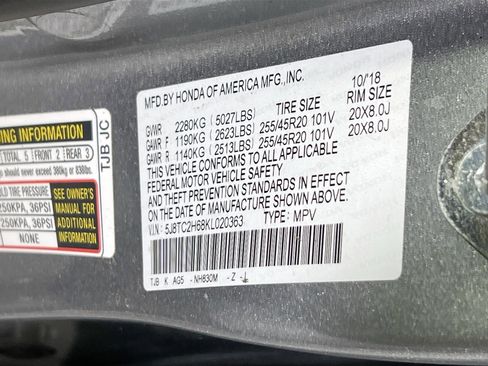 MFD.BY HONDA OF AMERICA MFG.,INC.
10/18
TIRE SIZE RIM SIZE
GVWR 2280KG (5027LBS)
GAWR F 1190KG (2623LBS) 255/45R20 101V 20X8.0J
GAWR R 1140KG (2513LBS) 255/45R20 101V 20X8.0J
THIS VEHICLE CONFORMS TO ALL APPLICABLE
FEDERAL MOTOR VEHICLE SAFETY
AND THEFT PREVENTION STANDARDS IN EFFECT
ON THE DATE OF MANUFACTURE SHOWN ABOVE.
V.I.N: 5J8TC2H68KL020363 TYPE: MPV
TJB K AG5 - NH830M - Z -L
TJB JC
ING INFORMATION
TOTAL 5 FRONT 2 REAR 3
should never exceed 380kg or 838lbs.
LD TIRE PRESSURE
250KPA, 36PSI
250KPA, 36PSI
NONE
SEE OWNER'S
MANUAL FOR
ADDITIONAL
INFORMATION